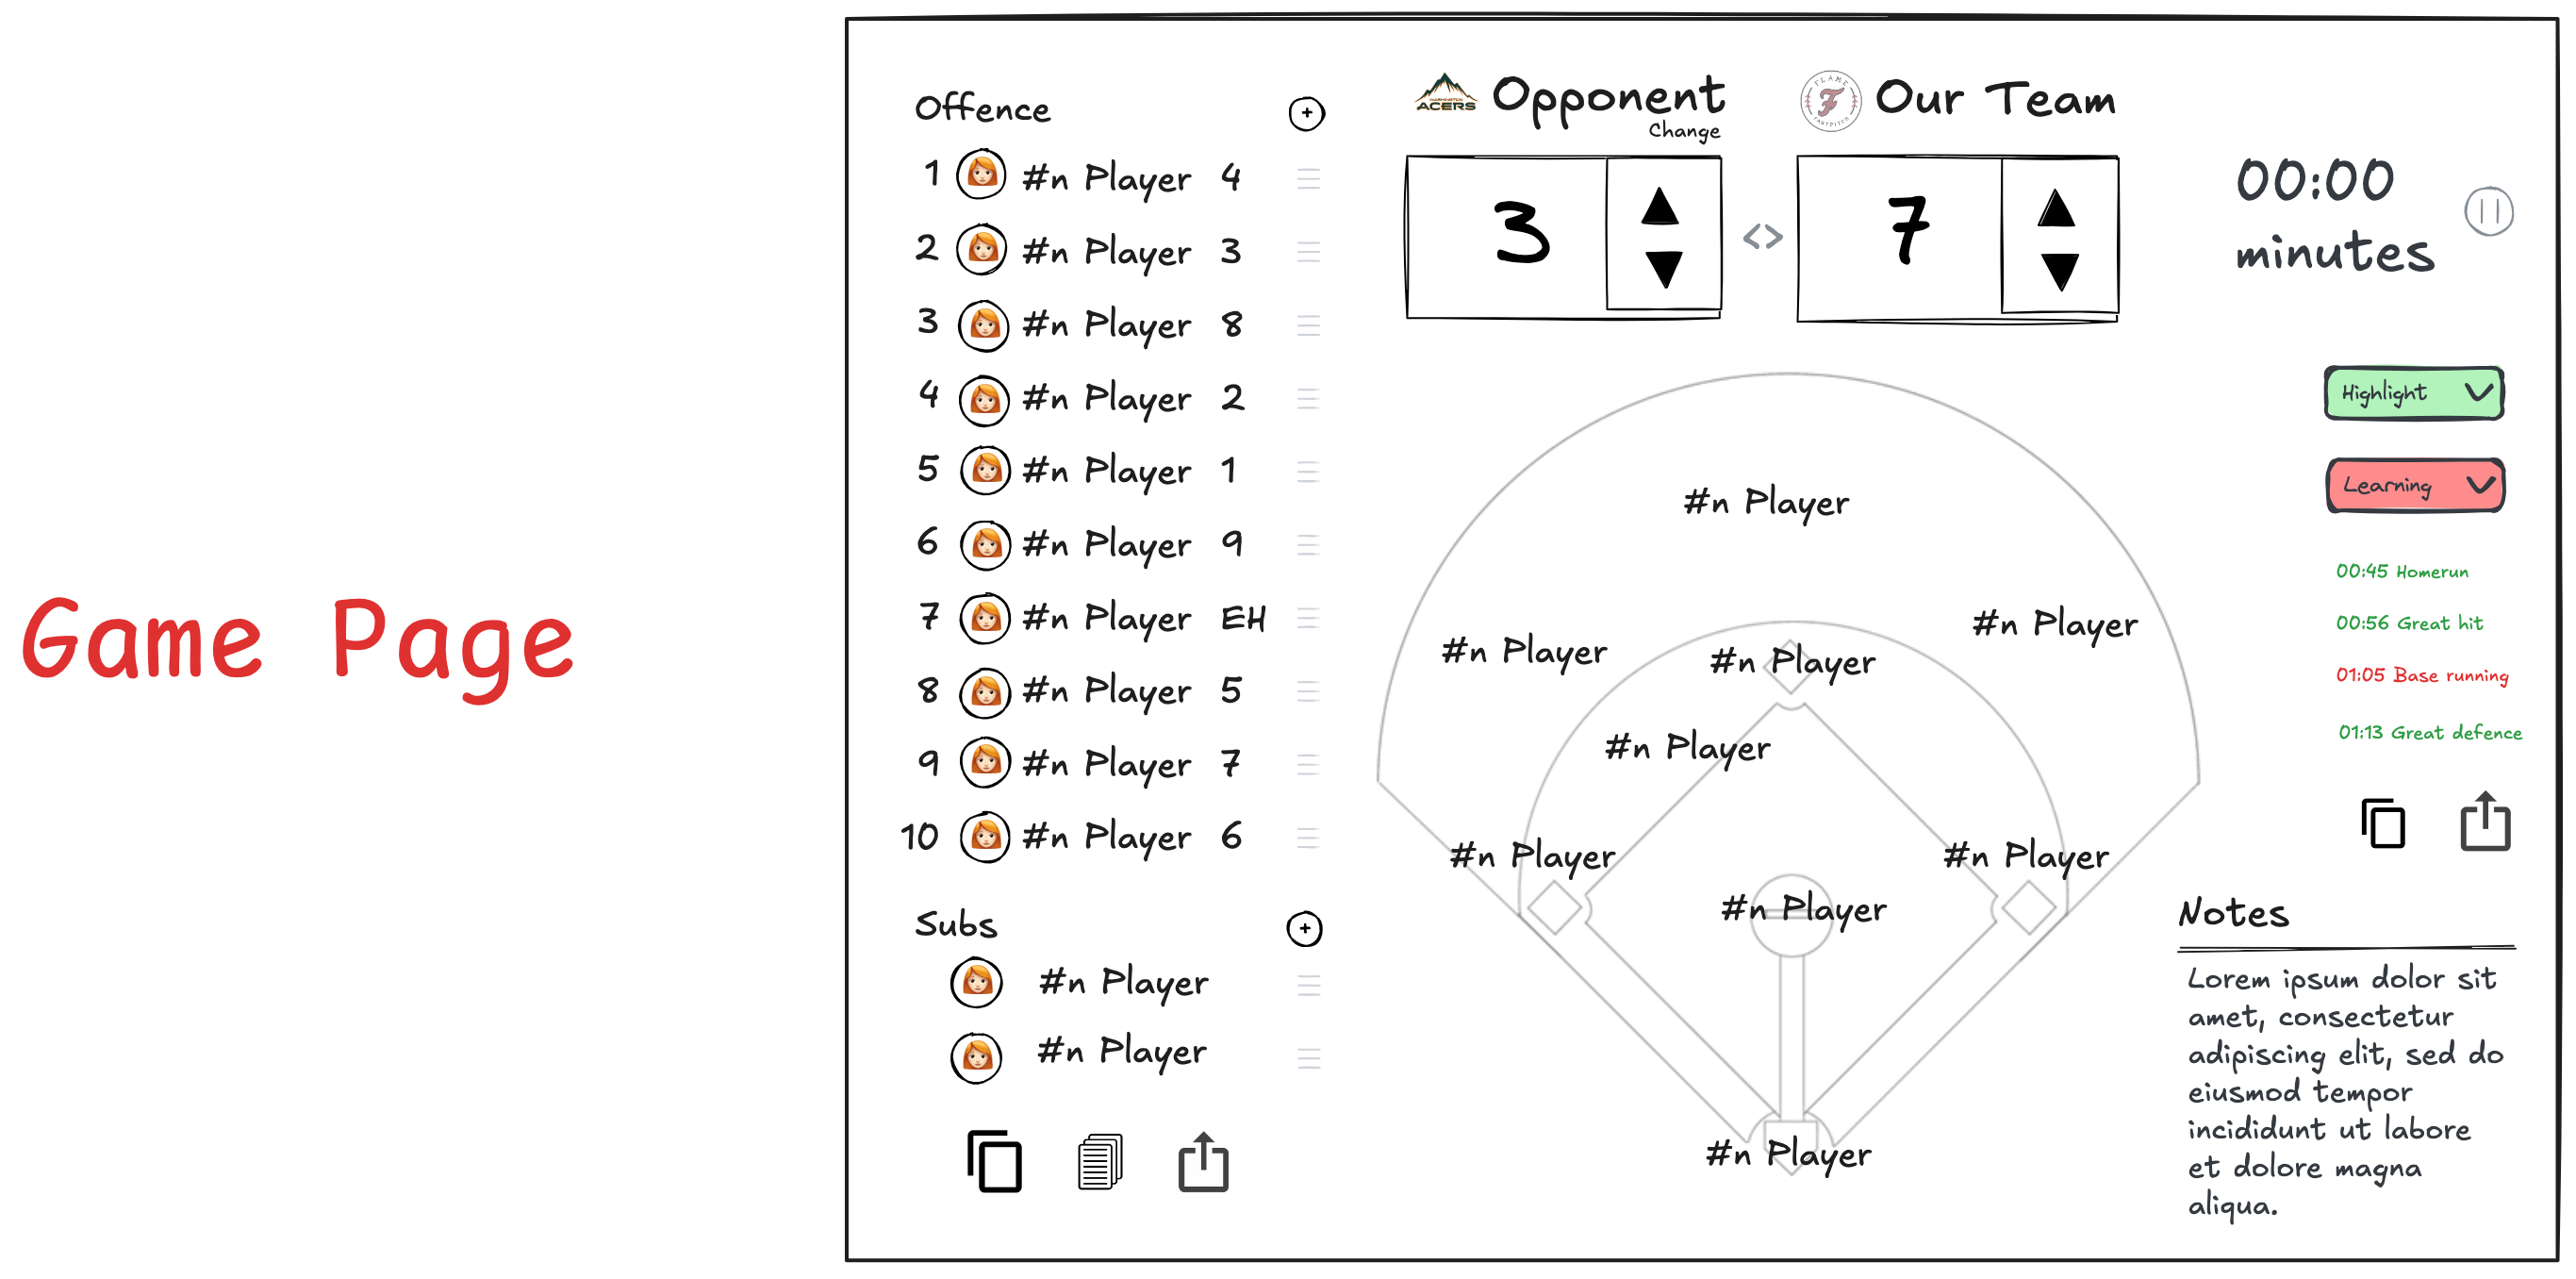 Game Page
Offence
+
1 #n Player 4
2 #n Player 3
3 #n Player 8
4 #n Player 2
5 #n Player 1
6 #n Player 9
7 #n Player EH
8 #n Player 5
9 #n Player 7
10 #n Player 6
Subs
+
#n Player
#n Player
ACERS
Opponent
Change
FLAME
F
FASTPITCH
Our Team
3
<>
7
00:00
minutes
#n Player
#n Player
#n Player
#n Player
#n Player
#n Player
#n Player
#n Player
#n Player
Highlight
Learning
00:45 Homerun
00:56 Great hit
01:05 Base running
01:13 Great defence
Notes
Lorem ipsum dolor sit
amet, consectetur
adipiscing elit, sed do
eiusmod tempor
incididunt ut labore
et dolore magna
aliqua.